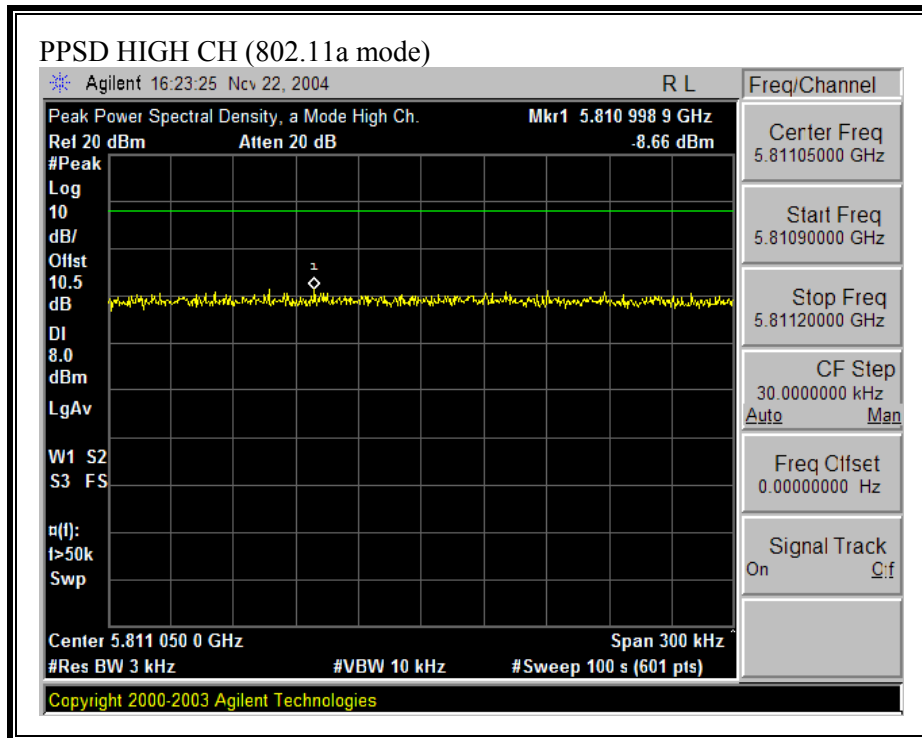 PPSD HIGH CH (802.11a mode)
Agilent 16:23:25 Nov 22, 2004 R L
Peak Power Spectral Density, a Mode High Ch. Mkr1 5.810 998 9 GHz
Ref 20 dBm Atten 20 dB -8.66 dBm
#Peak
Log
10
dB/
Offst
10.5
dB
DI
8.0
dBm
LgAv
W1 S2
S3 FS
¤(f):
f>50k
Swp
1
Center 5.811 050 0 GHz Span 300 kHz ^
#Res BW 3 kHz #VBW 10 kHz #Sweep 100 s (601 pts)
Copyright 2000-2003 Agilent Technologies
Freq/Channel
Center Freq
5.81105000 GHz
Start Freq
5.81090000 GHz
Stop Freq
5.81120000 GHz
CF Step
30.0000000 kHz
Auto Man
Freq Offset
0.00000000 Hz
Signal Track
On Off